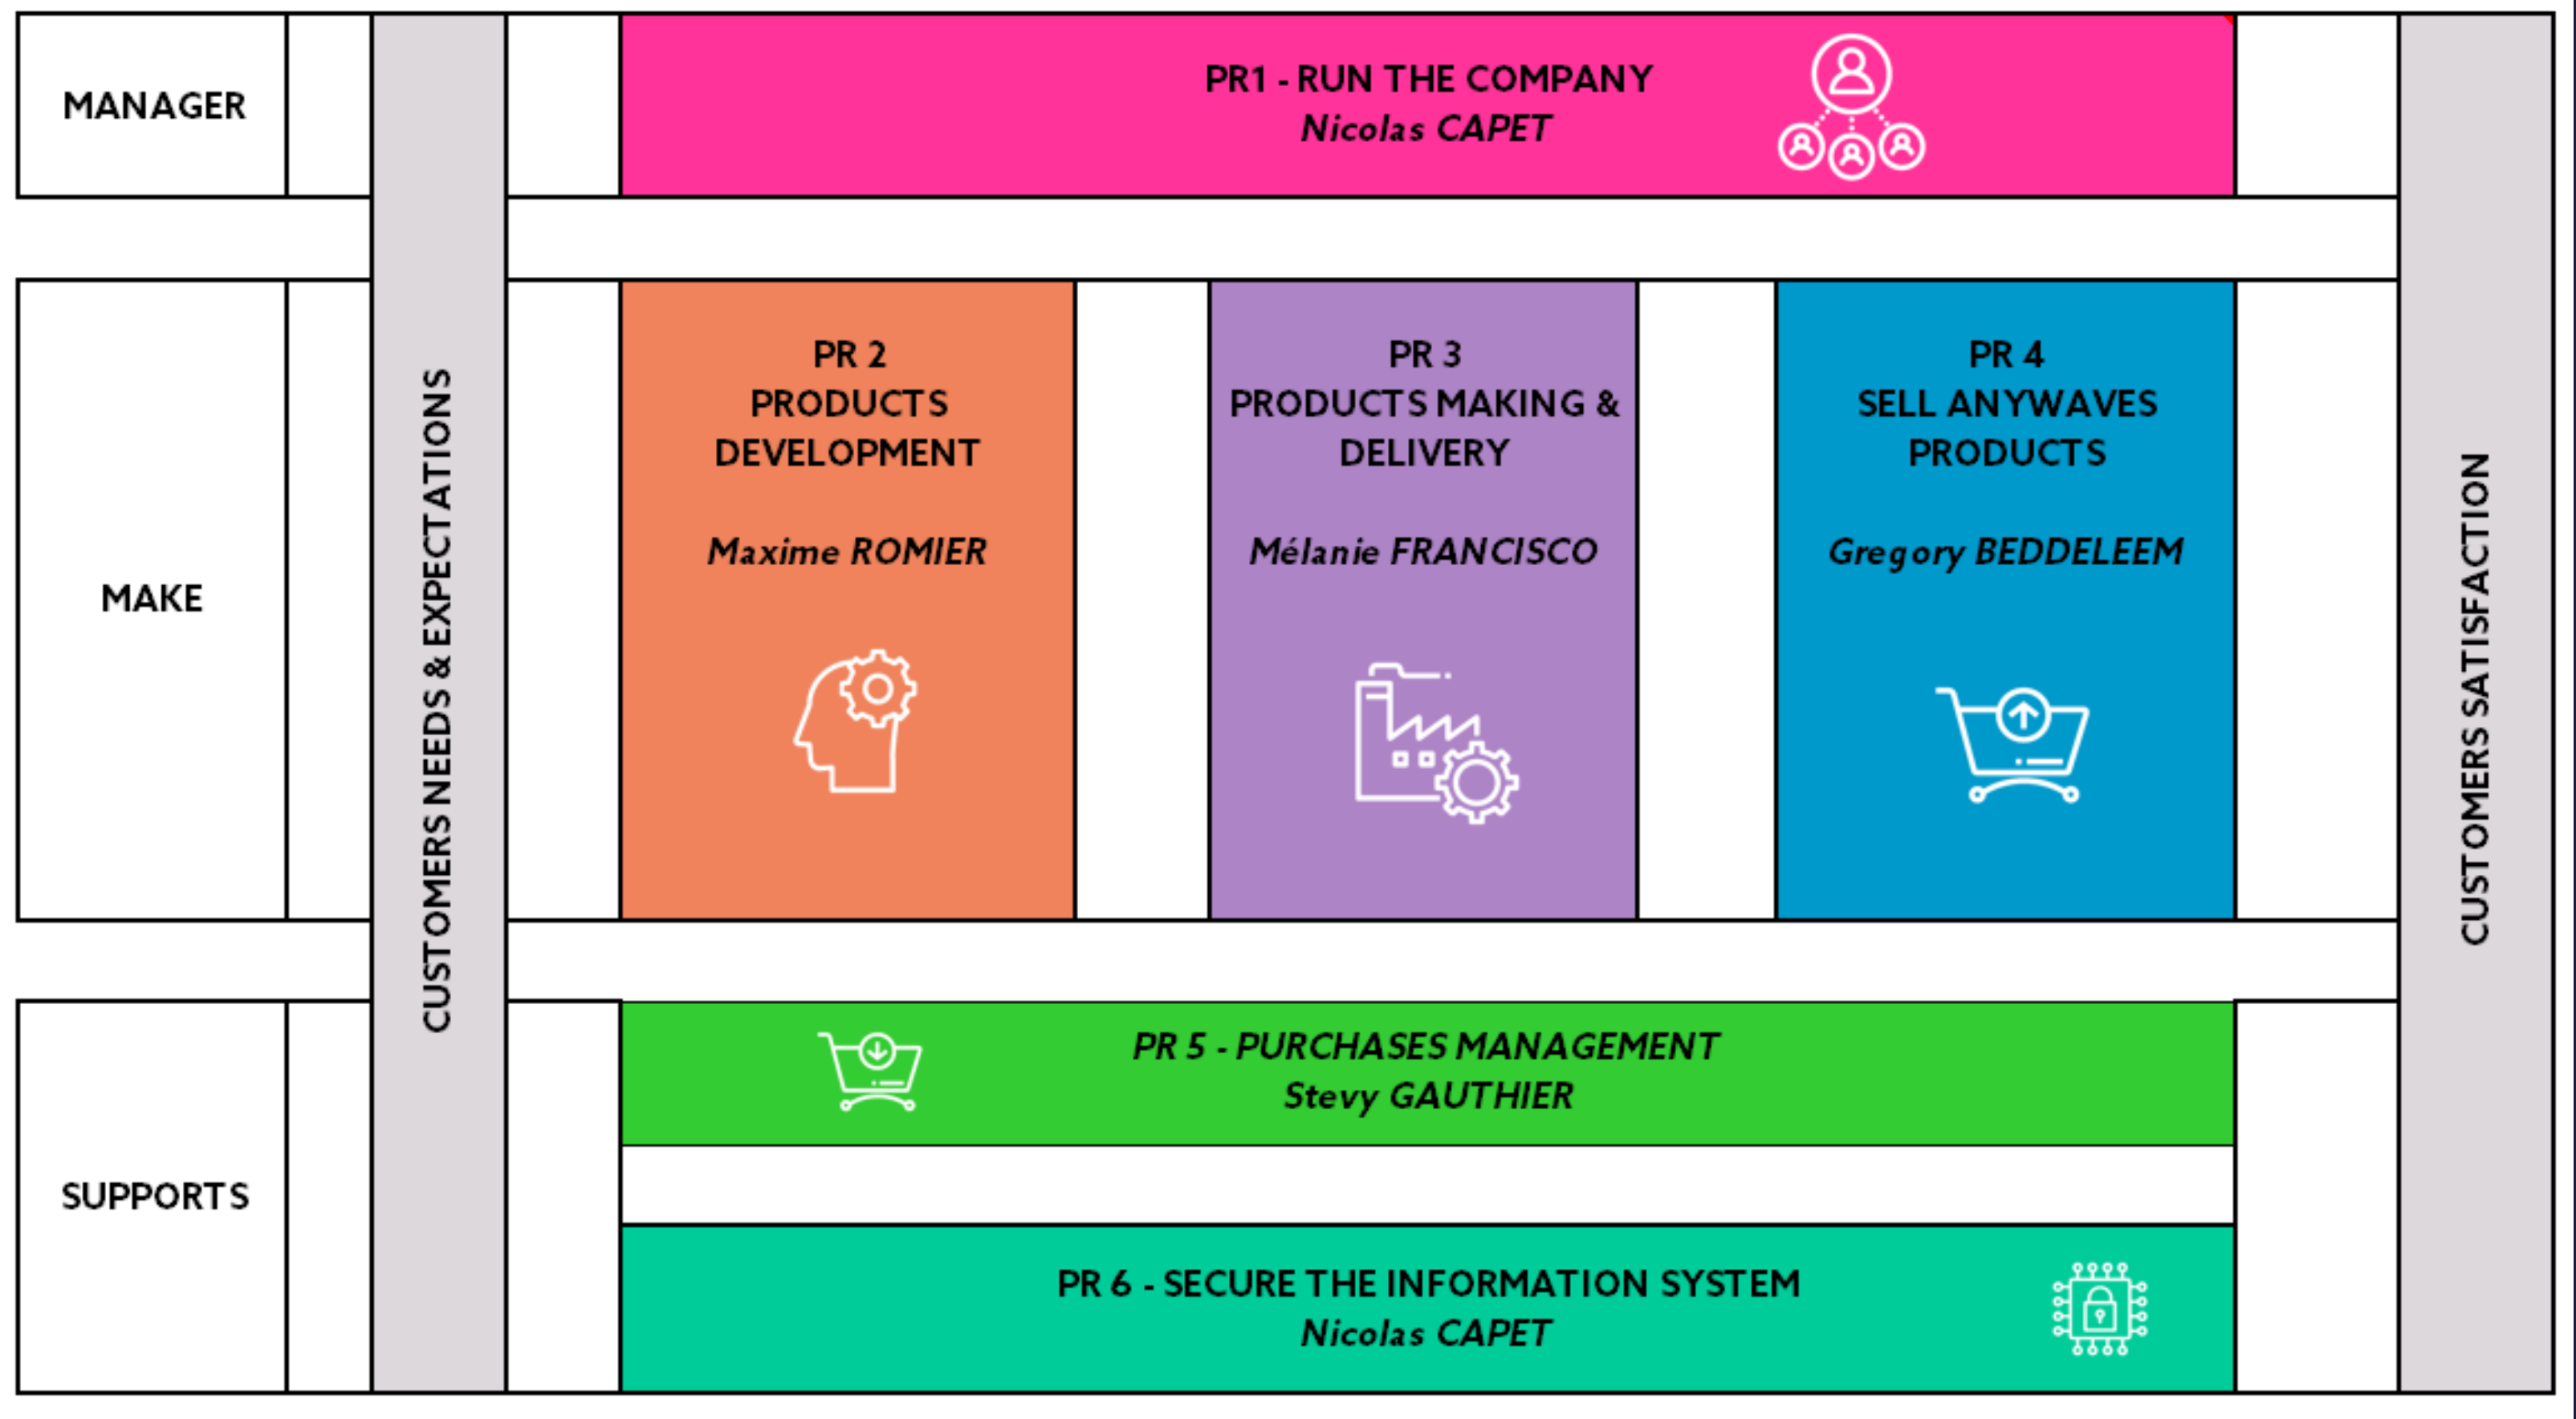 MANAGER
PR1 - RUN THE COMPANY
Nicolas CAPET
CUSTOMERS NEEDS & EXPECTATIONS
MAKE
PR 2
PRODUCTS
DEVELOPMENT
Maxime ROMIER
PR 3
PRODUCTS MAKING &
DELIVERY
Mélanie FRANCISCO
PR 4
SELL ANYWAVES
PRODUCTS
Gregory BEDDELEEM
CUSTOMERS SATISFACTION
SUPPORTS
PR 5 - PURCHASES MANAGEMENT
Stevy GAUTHIER
PR 6 - SECURE THE INFORMATION SYSTEM
Nicolas CAPET